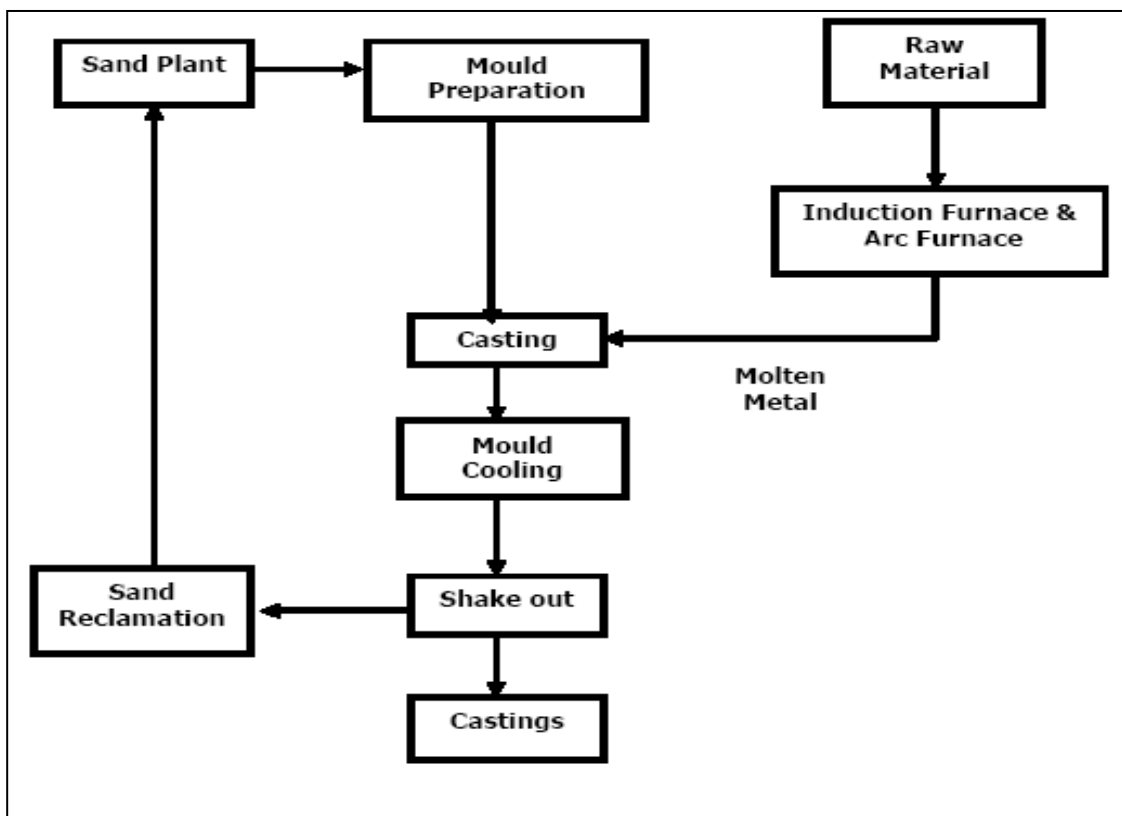 Sand Plant
Mould
Preparation
Raw
Material
Induction Furnace &
Arc Furnace
Casting
Molten
Metal
Mould
Cooling
Sand
Reclamation
Shake out
Castings